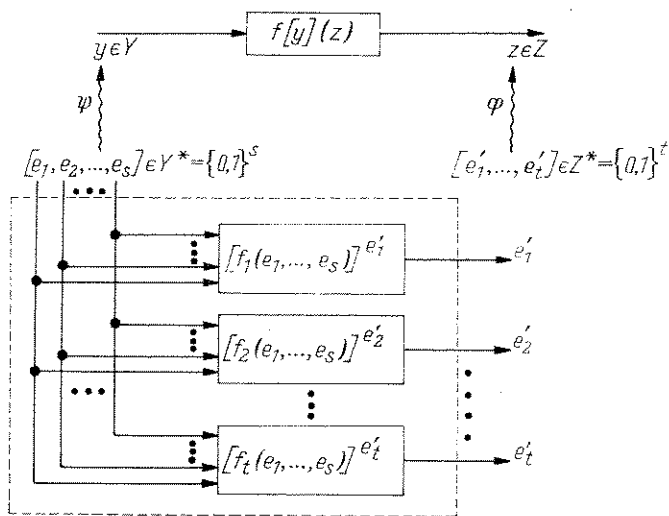 y∈Y f[y](z) z∈Z
ψ φ
[e₁, e₂, ..., eₛ]∈Y*={0,1}ˢ [e'₁, ..., e'ₜ]∈Z*={0,1}ᵗ
[f₁(e₁, ..., eₛ)]^e'₁ e'₁
[f₂(e₁, ..., eₛ)]^e'₂ e'₂
[fₜ(e₁, ..., eₛ)]^e'ₜ e'ₜ